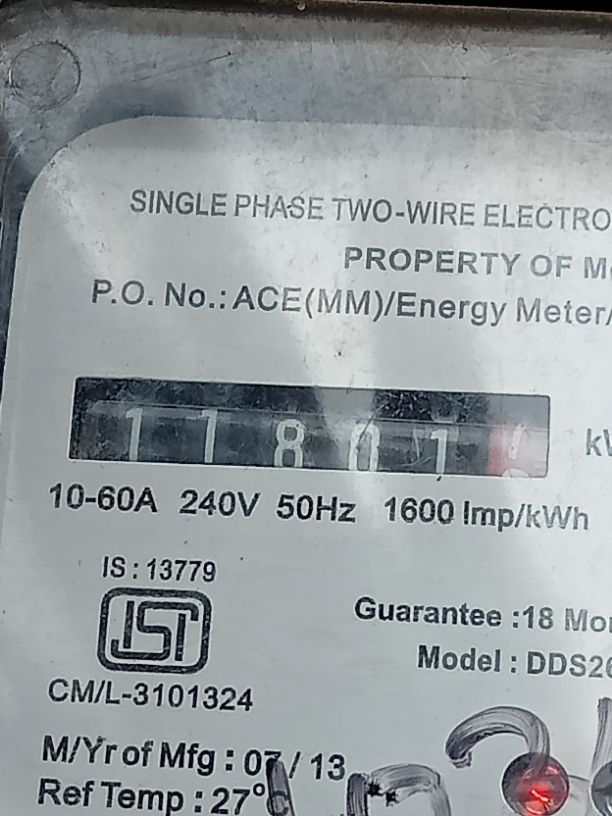 SINGLE PHASE TWO-WIRE ELECTRO
PROPERTY OF M
P.O. No.: ACE(MM)/Energy Meter/
11801
10-60A 240V 50Hz 1600 Imp/kWh
IS : 13779
ISI
Guarantee :18 Mo
Model : DDS26
CM/L-3101324
M/Yr of Mfg : 07 / 13
Ref Temp : 27°C